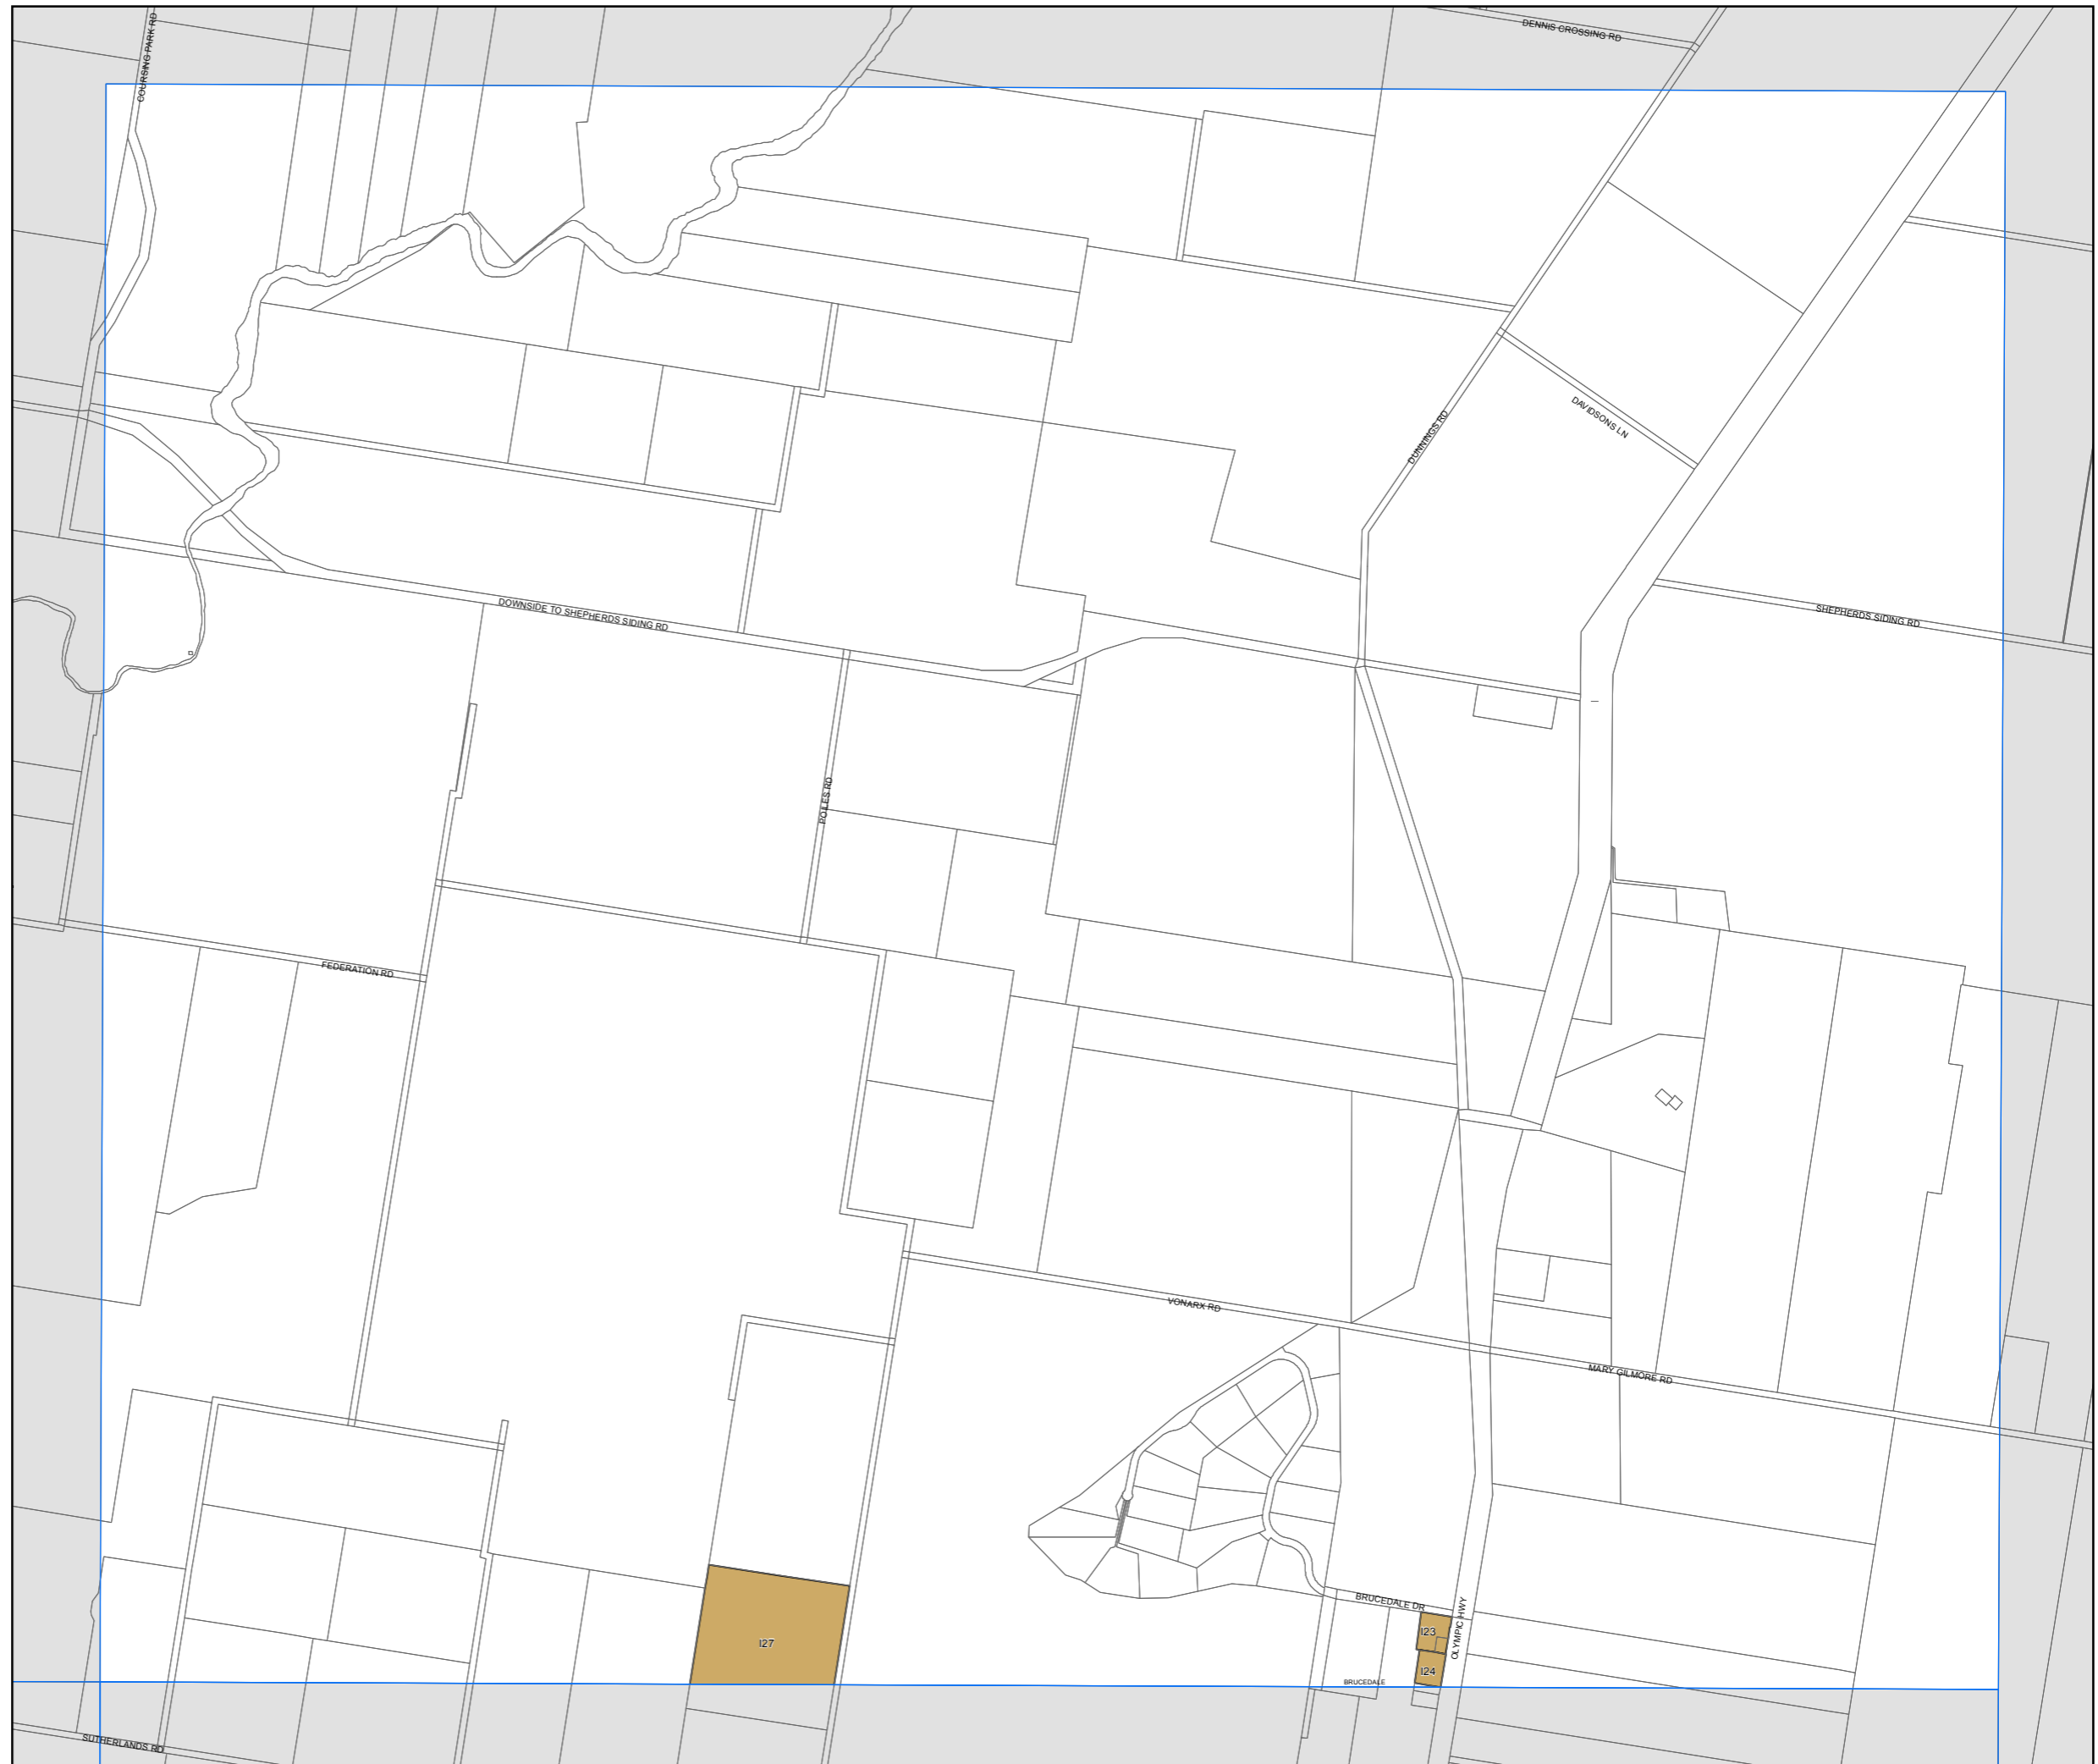 COURSING PARK RD
DENNIS CROSSING RD
DUNNINGS RD
DAVIDSONS LN
DOWNSIDE TO SHEPHERDS SIDING RD
SHEPHERDS SIDING RD
POILES RD
FEDERATION RD
VONARX RD
MARY GILMORE RD
BRUCEDALE DR
OLYMPIC HWY
I23
I27
I24
BRUCEDALE
SUTHERLANDS RD